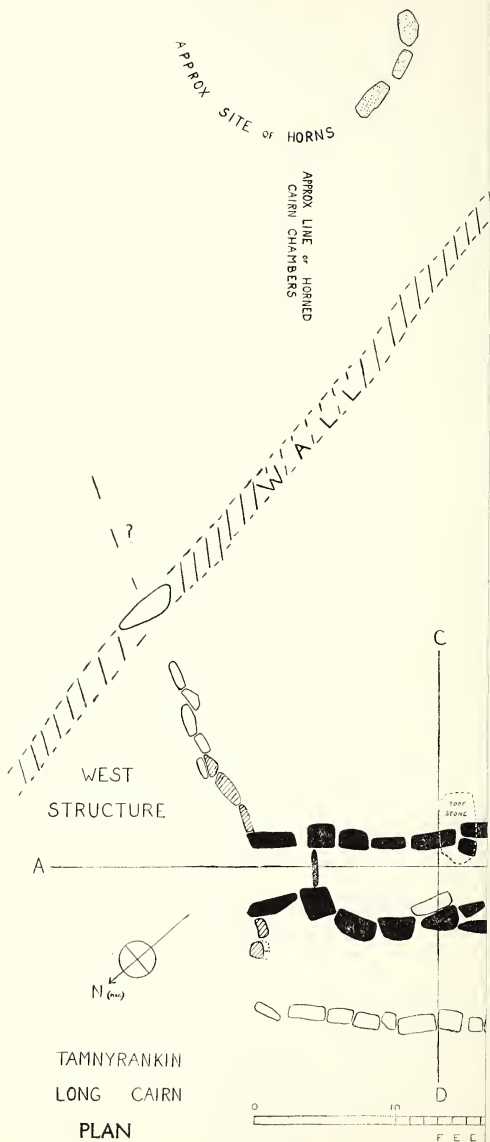 APPROX SITE OF HORNS
APPROX LINE OF HORNED
CAIRN CHAMBERS
WALL
?
C
WEST
STRUCTURE
ROOF
STONE
A
N (MAG)
TAMNYRANKIN
LONG CAIRN
PLAN
D
0 10
FEE